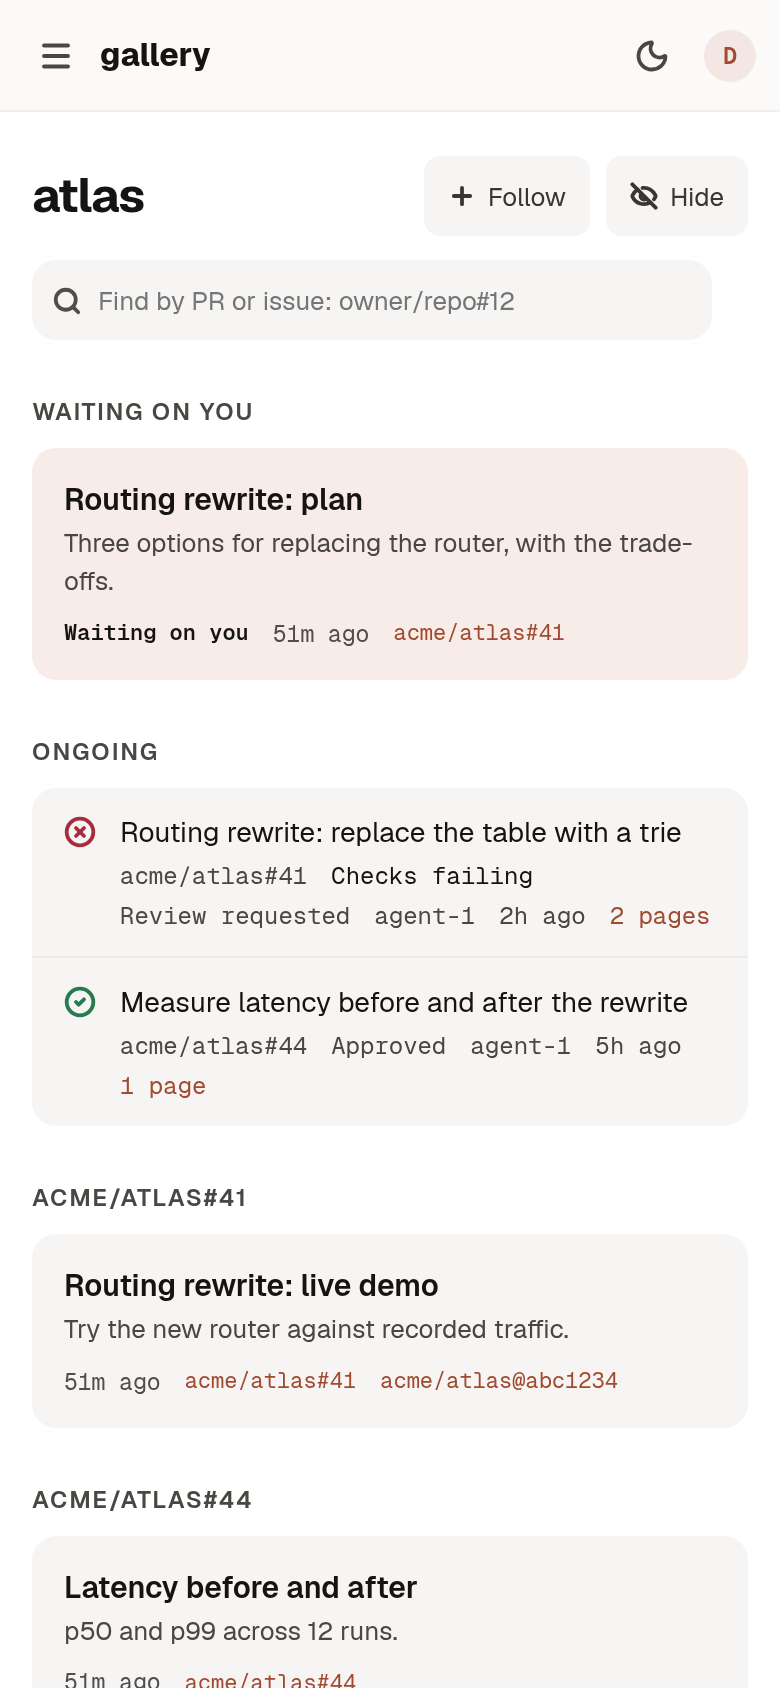 gallery
D
atlas
Follow
Hide
Find by PR or issue: owner/repo#12
WAITING ON YOU
Routing rewrite: plan
Three options for replacing the router, with the trade-
offs.
Waiting on you 51m ago acme/atlas#41
ONGOING
Routing rewrite: replace the table with a trie
acme/atlas#41 Checks failing
Review requested agent-1 2h ago 2 pages
Measure latency before and after the rewrite
acme/atlas#44 Approved agent-1 5h ago
1 page
ACME/ATLAS#41
Routing rewrite: live demo
Try the new router against recorded traffic.
51m ago acme/atlas#41 acme/atlas@abc1234
ACME/ATLAS#44
Latency before and after
p50 and p99 across 12 runs.
51m ago acme/atlas#44